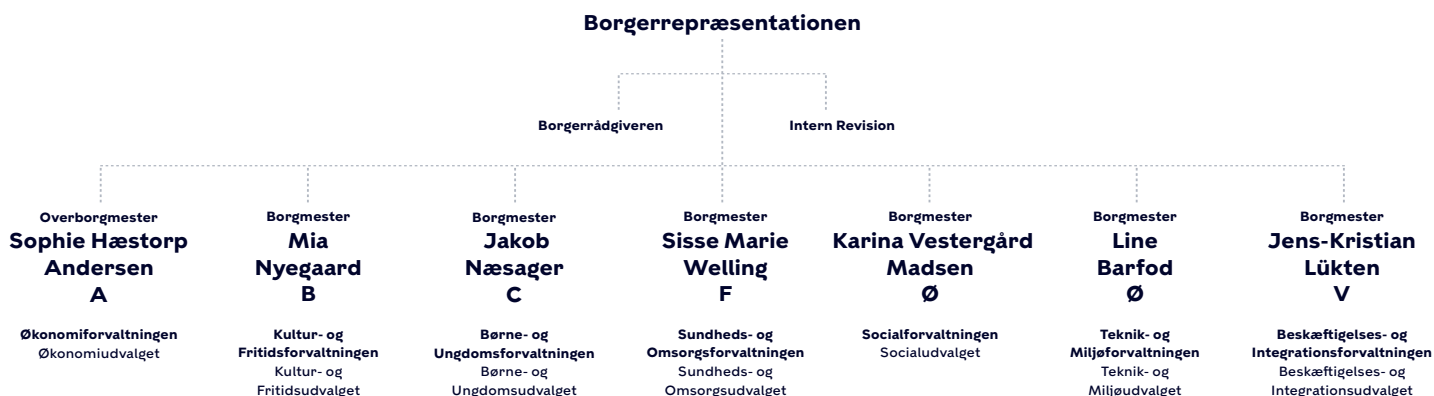 Borgerrepræsentationen
Borgerrådgiveren
Intern Revision
Overborgmester
Sophie Hæstorp
Andersen
A
Økonomiforvaltningen
Økonomiudvalget
Borgmester
Mia
Nyegaard
B
Kultur- og
Fritidsforvaltningen
Kultur- og
Fritidsudvalget
Borgmester
Jakob
Næsager
C
Børne- og
Ungdomsforvaltningen
Børne- og
Ungdomsudvalget
Borgmester
Sisse Marie
Welling
F
Sundheds- og
Omsorgsforvaltningen
Sundheds- og
Omsorgsudvalget
Borgmester
Karina Vestergård
Madsen
Ø
Socialforvaltningen
Socialudvalget
Borgmester
Line
Barfod
Ø
Teknik- og
Miljøforvaltningen
Teknik- og
Miljøudvalget
Borgmester
Jens-Kristian
Lükten
V
Beskæftigelses- og
Integrationsforvaltningen
Beskæftigelses- og
Integrationsudvalget